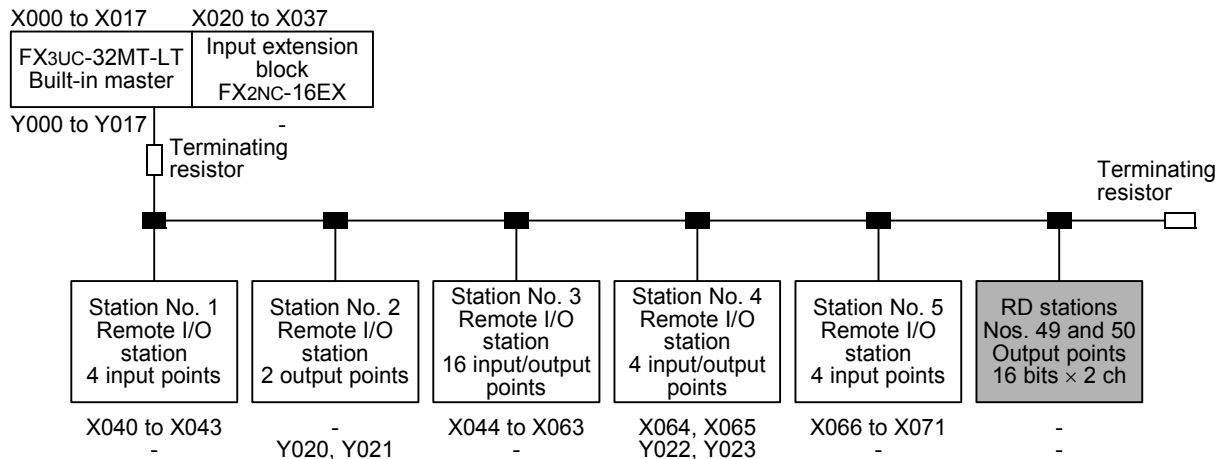 X000 to X017
X020 to X037
FX3UC-32MT-LT
Built-in master
Input extension
block
FX2NC-16EX
Y000 to Y017
-
Terminating
resistor
Terminating
resistor
Station No. 1
Remote I/O
station
4 input points
Station No. 2
Remote I/O
station
2 output points
Station No. 3
Remote I/O
station
16 input/output
points
Station No. 4
Remote I/O
station
4 input/output
points
Station No. 5
Remote I/O
station
4 input points
RD stations
Nos. 49 and 50
Output points
16 bits × 2 ch
X040 to X043
-
-
Y020, Y021
X044 to X063
-
X064, X065
Y022, Y023
X066 to X071
-
-
-